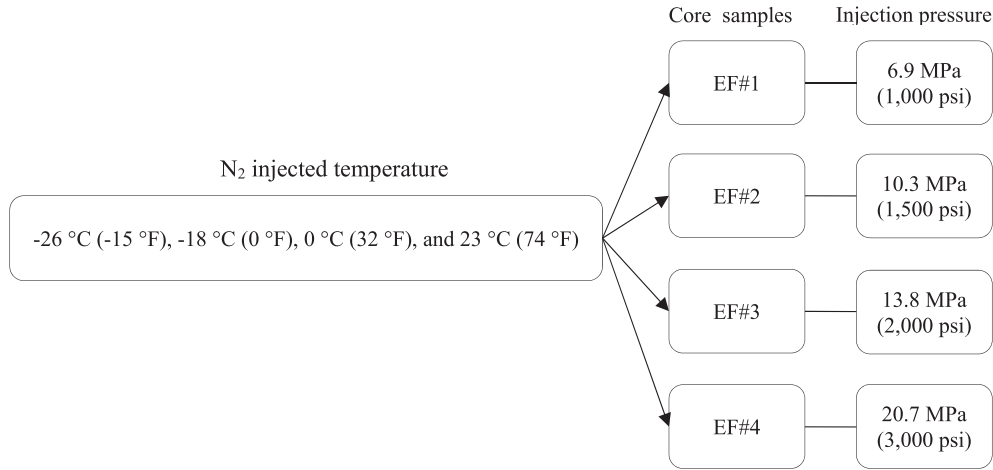 Core samples
Injection pressure
EF#1
6.9 MPa
(1,000 psi)
N₂ injected temperature
-26 °C (-15 °F), -18 °C (0 °F), 0 °C (32 °F), and 23 °C (74 °F)
EF#2
10.3 MPa
(1,500 psi)
EF#3
13.8 MPa
(2,000 psi)
EF#4
20.7 MPa
(3,000 psi)